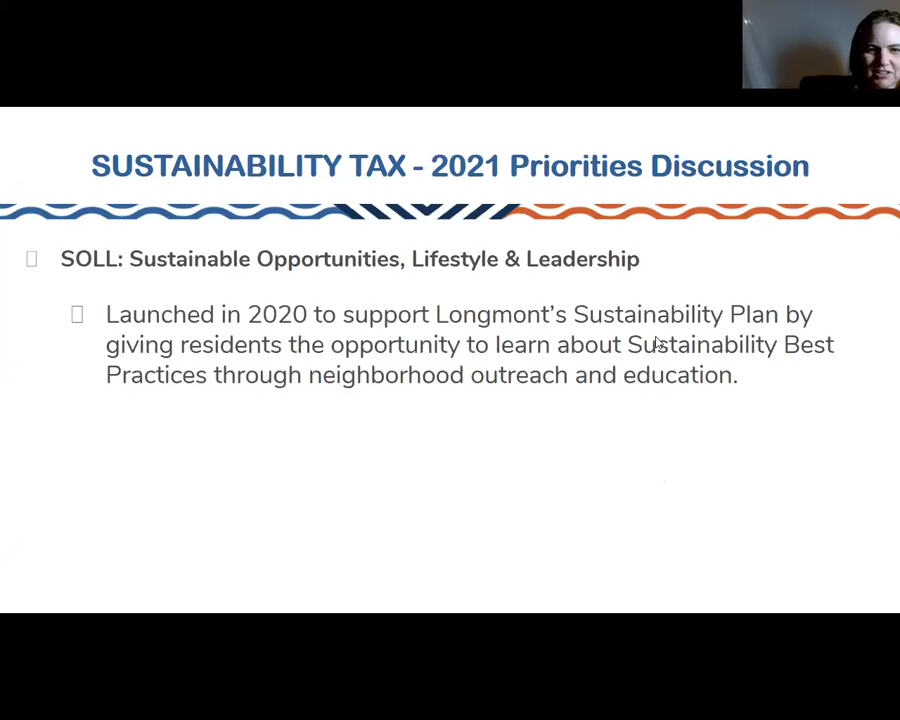 SUSTAINABILITY TAX - 2021 Priorities Discussion
SOLL: Sustainable Opportunities, Lifestyle & Leadership
Launched in 2020 to support Longmont’s Sustainability Plan by
giving residents the opportunity to learn about Sustainability Best
Practices through neighborhood outreach and education.